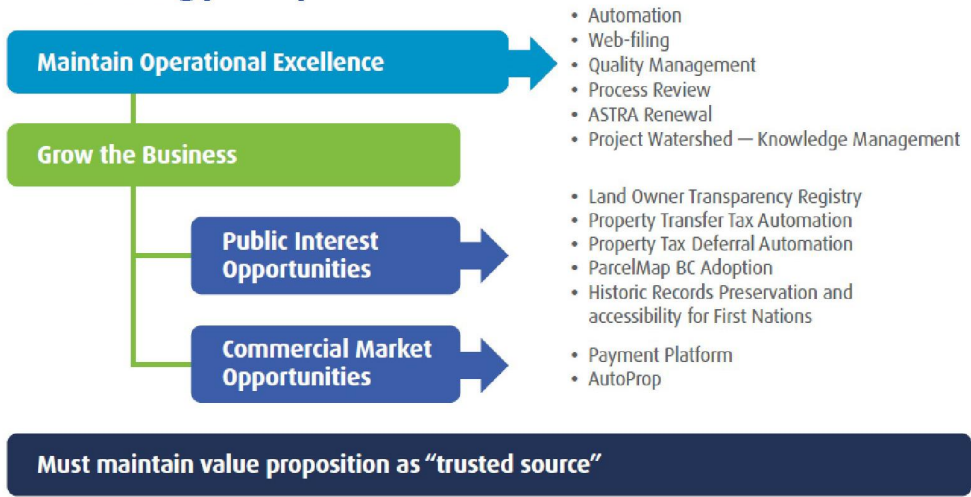 Maintain Operational Excellence
• Automation
• Web-filing
• Quality Management
• Process Review
• ASTRA Renewal
• Project Watershed — Knowledge Management
Grow the Business
Public Interest
Opportunities
• Land Owner Transparency Registry
• Property Transfer Tax Automation
• Property Tax Deferral Automation
• ParcelMap BC Adoption
• Historic Records Preservation and
accessibility for First Nations
Commercial Market
Opportunities
• Payment Platform
• AutoProp
Must maintain value proposition as “trusted source”